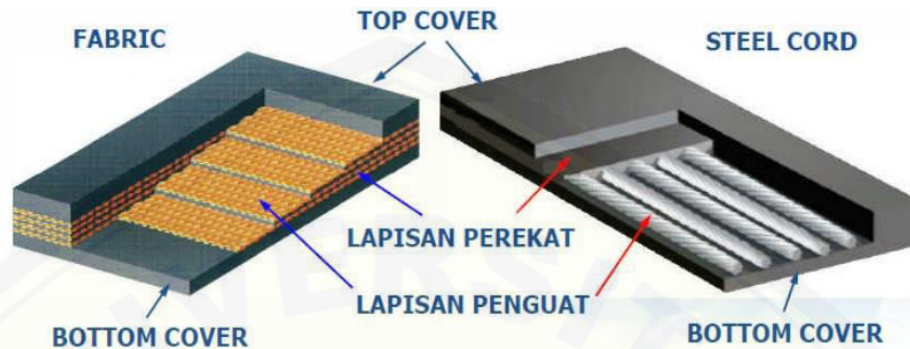 TOP COVER
FABRIC
STEEL CORD
LAPISAN PEREKAT
LAPISAN PENGUAT
BOTTOM COVER
BOTTOM COVER